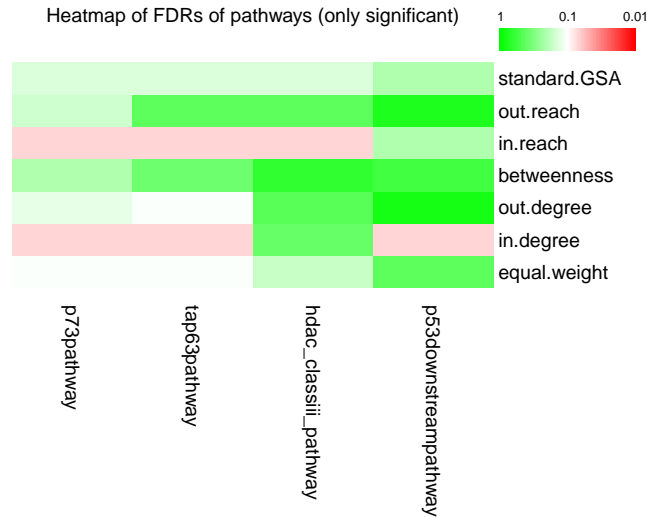 Heatmap of FDRs of pathways (only significant)
1 0.1 0.01
standard.GSA
out.reach
in.reach
betweenness
out.degree
in.degree
equal.weight
p73pathway
tap63pathway
hdac_classiii_pathway
p53downstreampathway